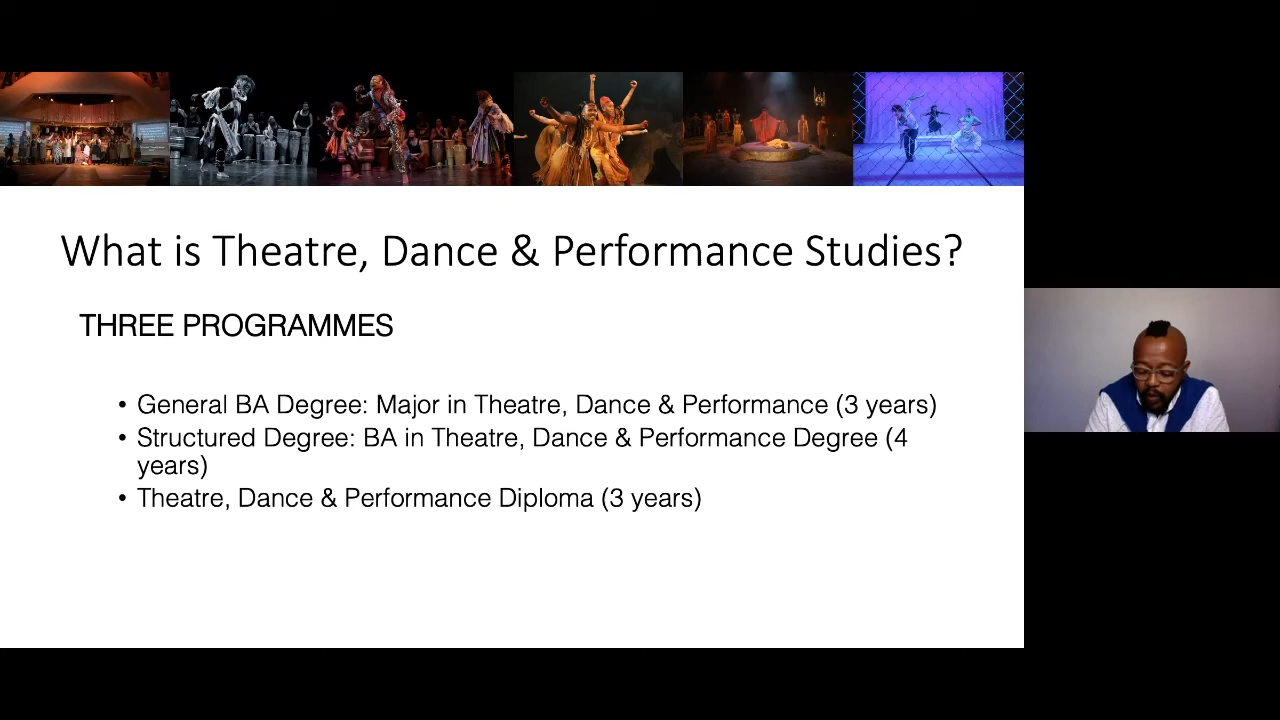 What is Theatre, Dance & Performance Studies?
THREE PROGRAMMES
• General BA Degree: Major in Theatre, Dance & Performance (3 years)
• Structured Degree: BA in Theatre, Dance & Performance Degree (4
years)
• Theatre, Dance & Performance Diploma (3 years)